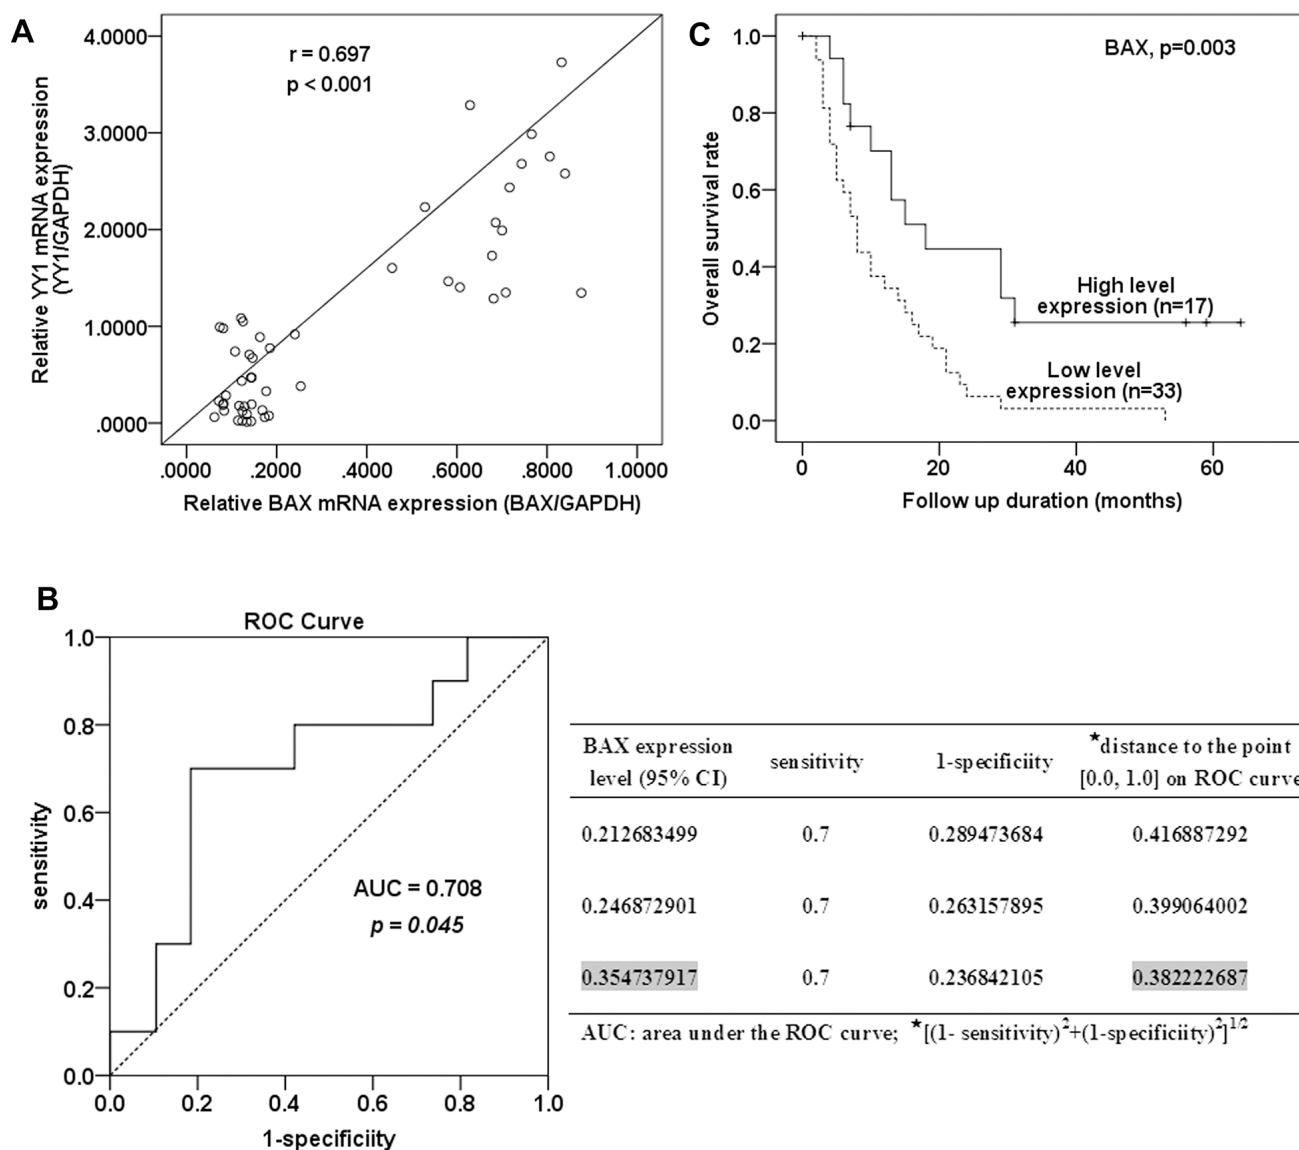 A
r = 0.697
p < 0.001
4.0000
3.0000
2.0000
1.0000
.0000
Relative YY1 mRNA expression
(YY1/GAPDH)
.0000 .2000 .4000 .6000 .8000 1.0000
Relative BAX mRNA expression (BAX/GAPDH)
C
BAX, p=0.003
1.0
0.8
0.6
0.4
0.2
0.0
Overall survival rate
High level
expression (n=17)
Low level
expression (n=33)
0 20 40 60
Follow up duration (months)
B
ROC Curve
1.0
0.8
0.6
0.4
0.2
0.0
sensitivity
AUC = 0.708
p = 0.045
0.0 0.2 0.4 0.6 0.8 1.0
1-specificiity
BAX expression
level (95% CI)
sensitivity
1-specificiity
★distance to the point
[0.0, 1.0] on ROC curve
0.212683499 0.7 0.289473684 0.416887292
0.246872901 0.7 0.263157895 0.399064002
0.354737917 0.7 0.236842105 0.382222687
AUC: area under the ROC curve; ★[(1- sensitivity)²+(1-specificiity)²]^1/2